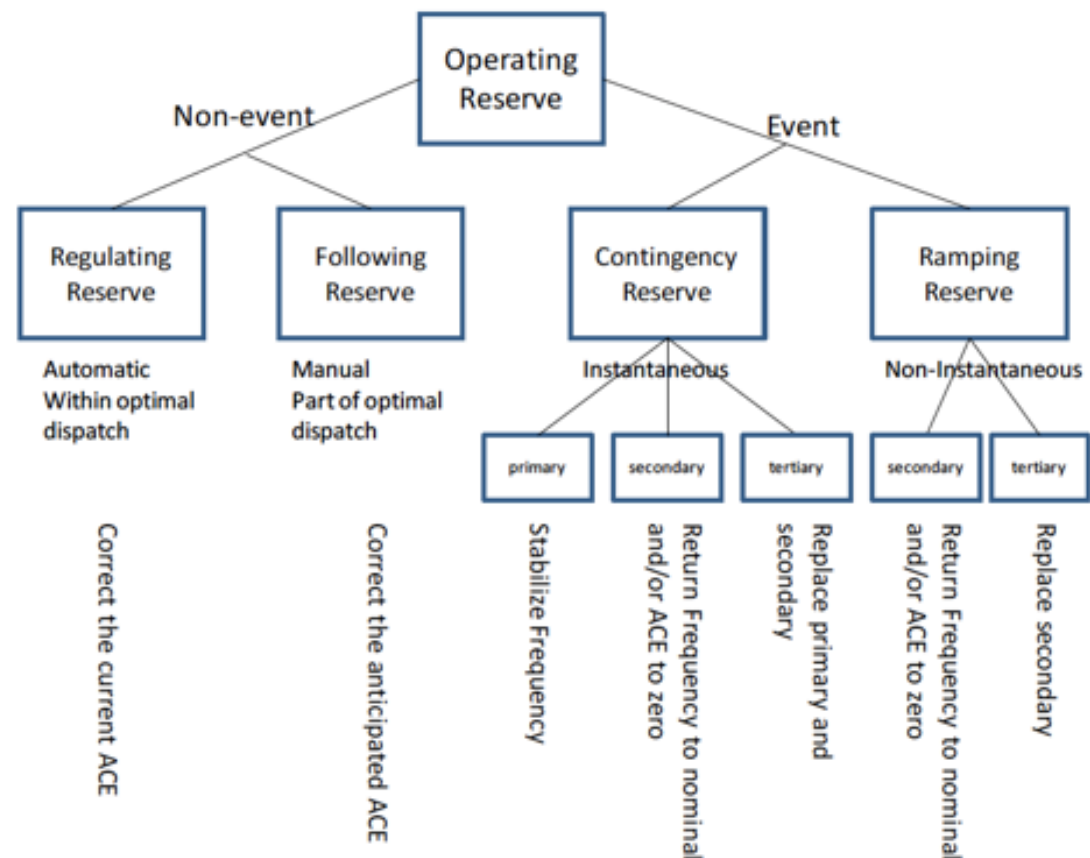 Operating
Reserve
Non-event
Event
Regulating
Reserve
Following
Reserve
Contingency
Reserve
Ramping
Reserve
Automatic
Within optimal
dispatch
Manual
Part of optimal
dispatch
Instantaneous
Non-Instantaneous
primary
secondary
tertiary
secondary
tertiary
Correct the current ACE
Correct the anticipated ACE
Stabilize Frequency
Return Frequency to nominal
and/or ACE to zero
Replace primary and
secondary
Return Frequency to nominal
and/or ACE to zero
Replace secondary